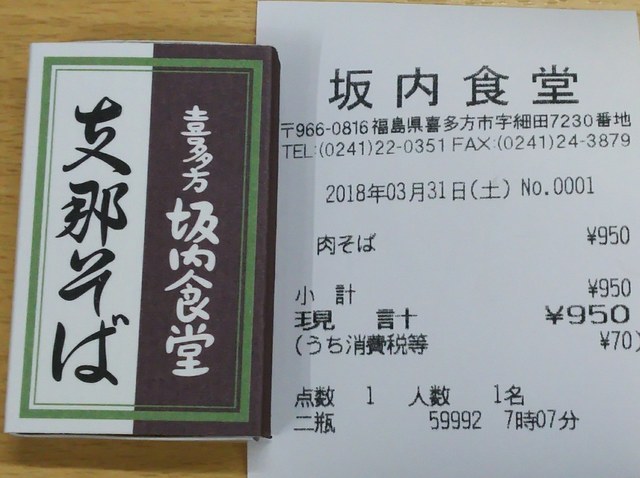 支那そば
喜多方
坂内食堂
坂内食堂
〒966-0816福島県喜多方市字細田7230番地
TEL:(0241)22-0351 FAX:(0241)24-3879
2018年03月31日(土) No.0001
肉そば ¥950
小 計 ¥950
現 計 ¥950
(うち消費税等 ¥70)
点数 1 人数 1名
二瓶 59992 7時07分